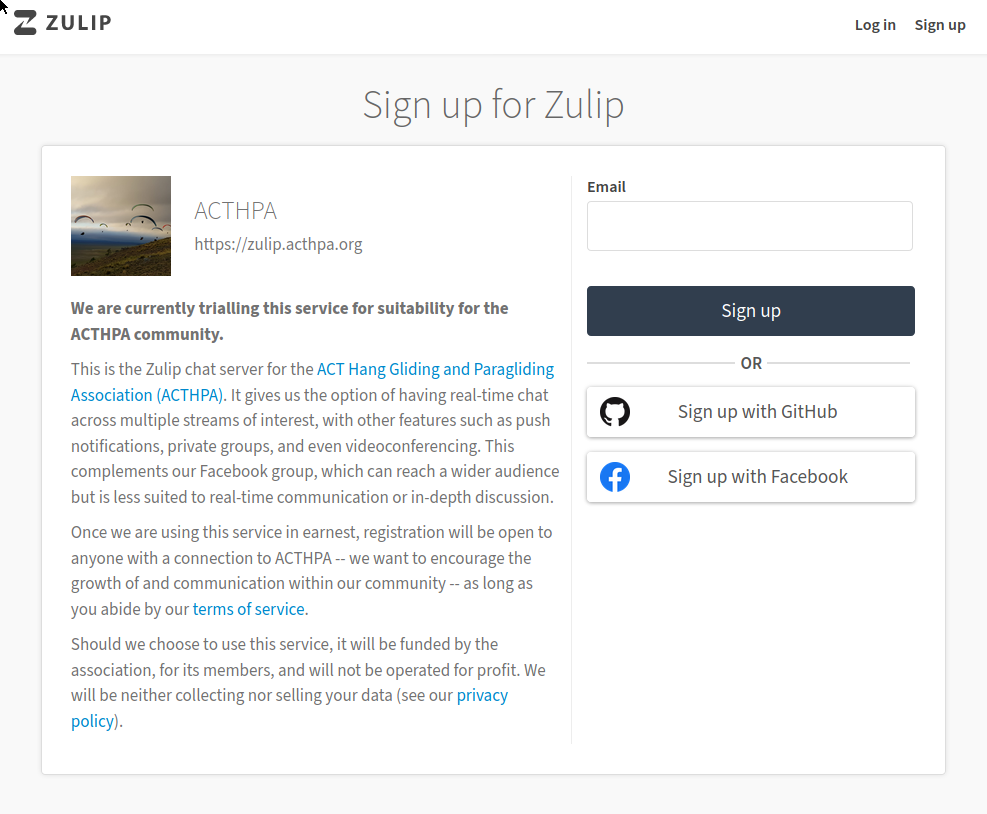 ZULIP
Log in
Sign up
Sign up for Zulip
ACTHPA
https://zulip.acthpa.org
We are currently trialling this service for suitability for the
ACTHPA community.
This is the Zulip chat server for the ACT Hang Gliding and Paragliding
Association (ACTHPA). It gives us the option of having real-time chat
across multiple streams of interest, with other features such as push
notifications, private groups, and even videoconferencing. This
complements our Facebook group, which can reach a wider audience
but is less suited to real-time communication or in-depth discussion.
Once we are using this service in earnest, registration will be open to
anyone with a connection to ACTHPA -- we want to encourage the
growth of and communication within our community -- as long as
you abide by our terms of service.
Should we choose to use this service, it will be funded by the
association, for its members, and will not be operated for profit. We
will be neither collecting nor selling your data (see our privacy
policy).
Email
Sign up
OR
Sign up with GitHub
Sign up with Facebook